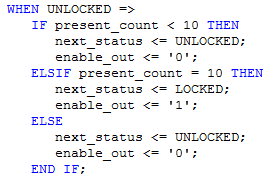 WHEN UNLOCKED =>
IF present_count < 10 THEN
next_status <= UNLOCKED;
enable_out <= '0';
ELSIF present_count = 10 THEN
next_status <= LOCKED;
enable_out <= '1';
ELSE
next_status <= UNLOCKED;
enable_out <= '0';
END IF;